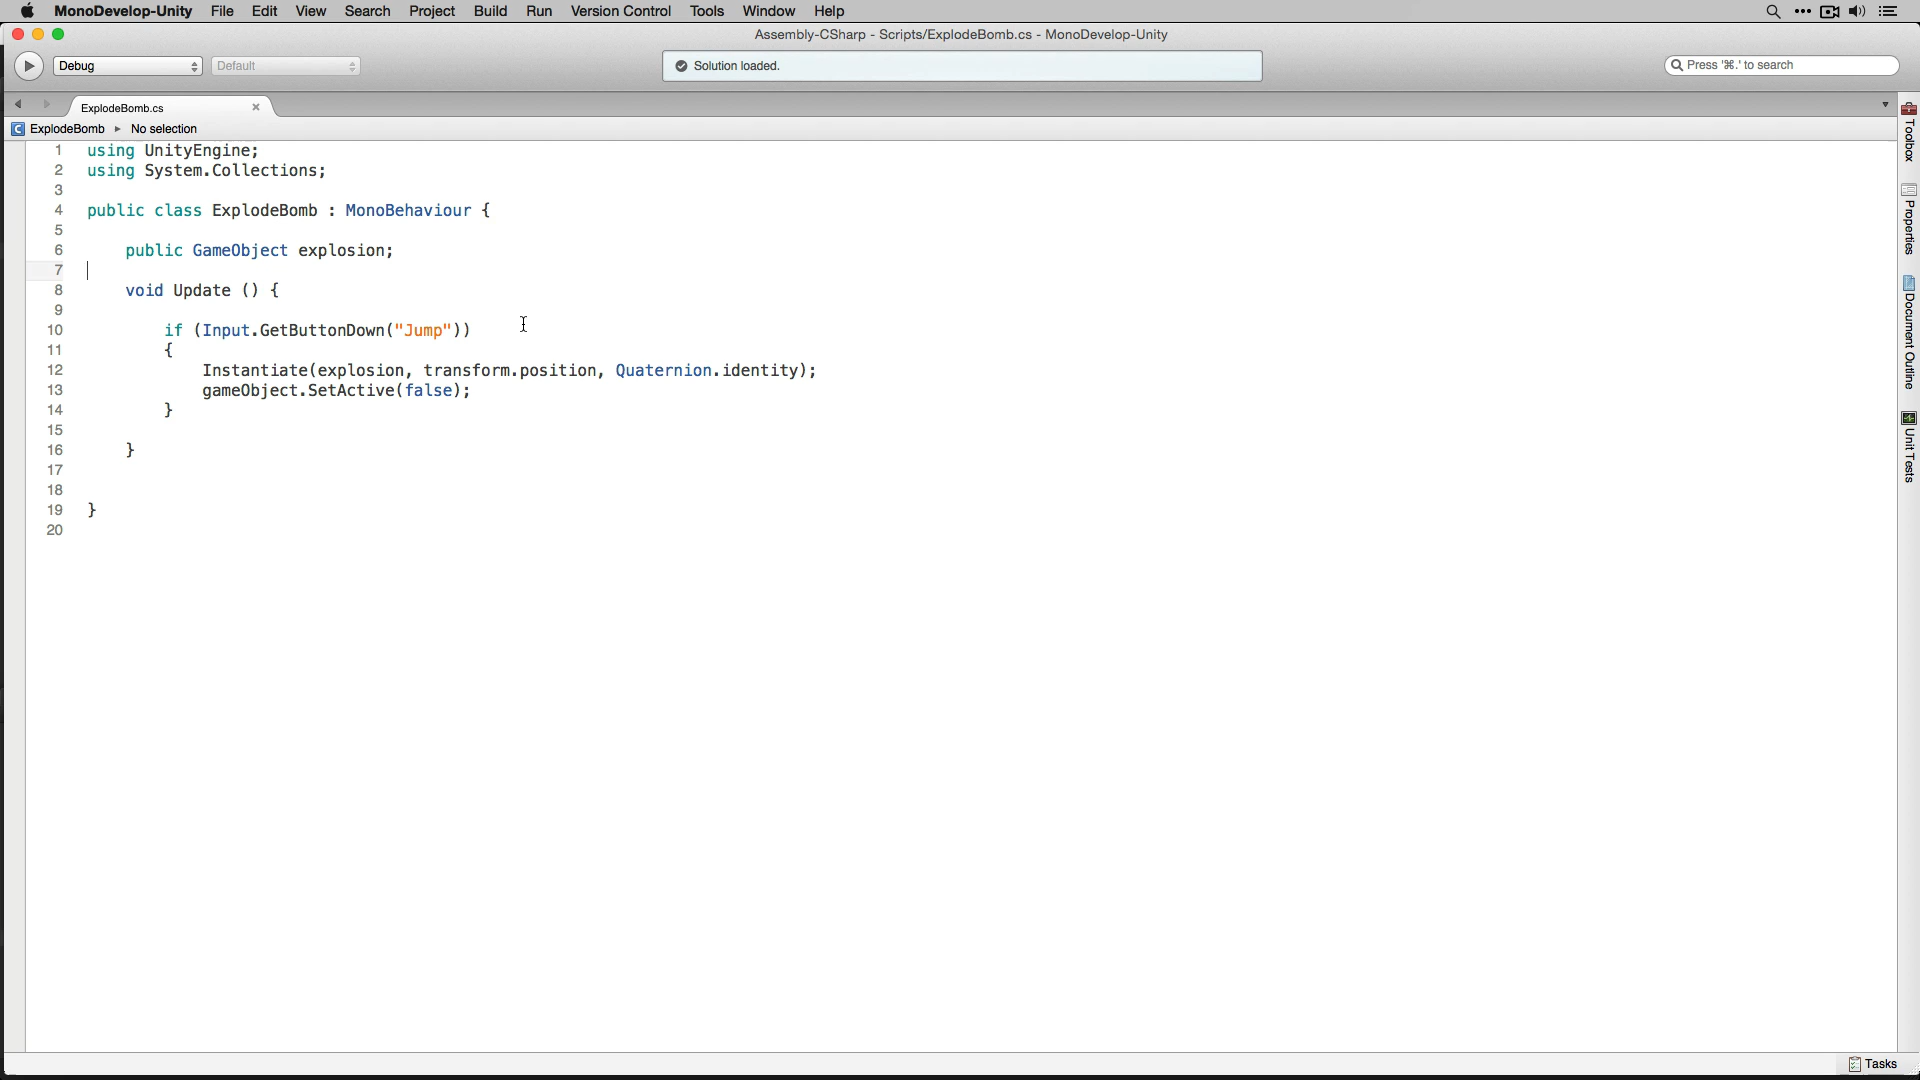 MonoDevelop-Unity File Edit View Search Project Build Run Version Control Tools Window Help
Assembly-CSharp - Scripts/ExplodeBomb.cs - MonoDevelop-Unity
Debug Default Solution loaded. Press '⌘.' to search
ExplodeBomb.cs
ExplodeBomb ▸ No selection
1 using UnityEngine;
2 using System.Collections;
3
4 public class ExplodeBomb : MonoBehaviour {
5
6 public GameObject explosion;
7
8 void Update () {
9
10 if (Input.GetButtonDown("Jump"))
11 {
12 Instantiate(explosion, transform.position, Quaternion.identity);
13 gameObject.SetActive(false);
14 }
15
16 }
17
18
19 }
20
Toolbox
Properties
Document Outline
Unit Tests
Tasks